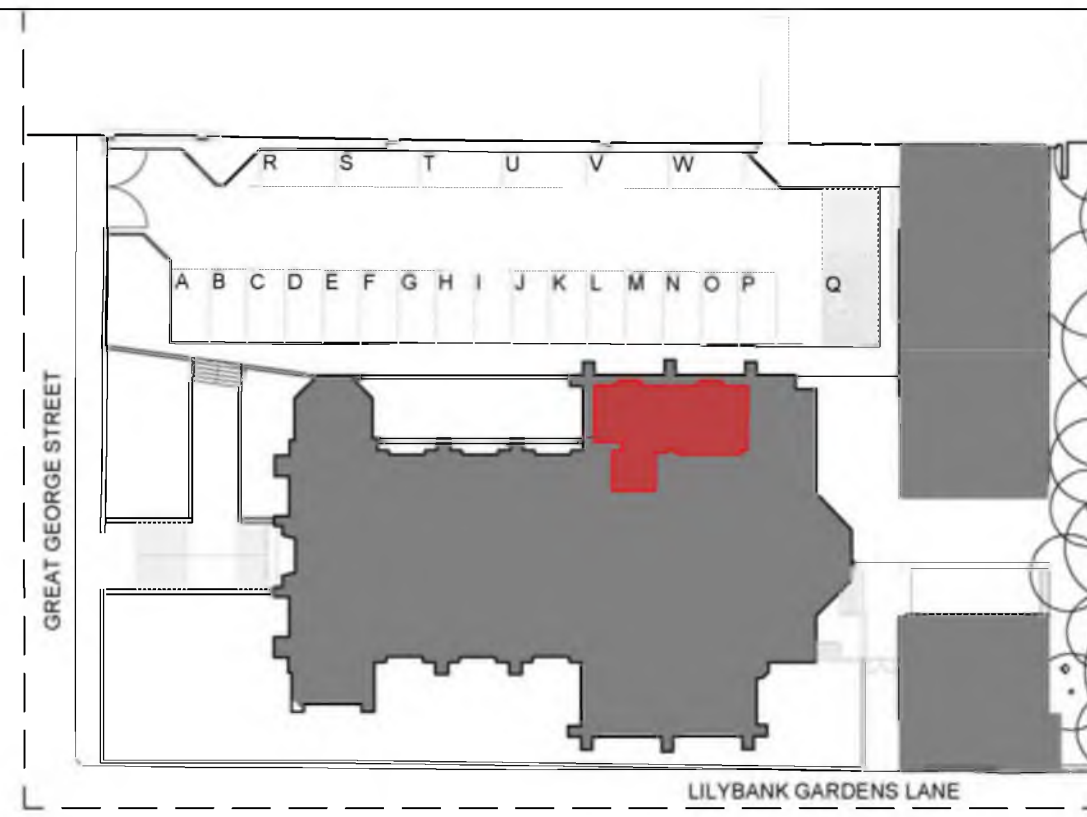 R S T U V W
A B C D E F G H I J K L M N O P Q
GREAT GEORGE STREET
LILYBANK GARDENS LANE